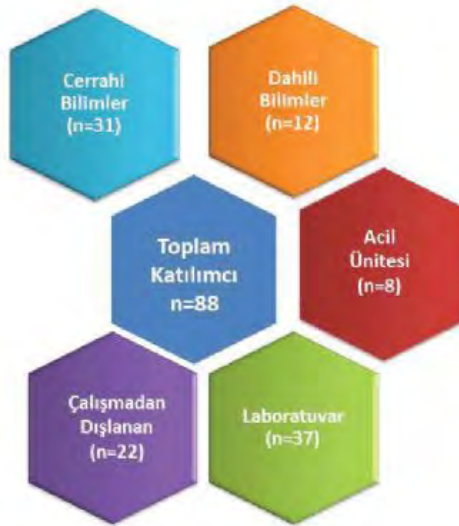 Cerrahi
Bilimler
(n=31)
Dahili
Bilimler
(n=12)
Toplam
Katılımcı
n=88
Acil
Ünitesi
(n=8)
Çalışmadan
Dışlanan
(n=22)
Laboratuvar
(n=37)